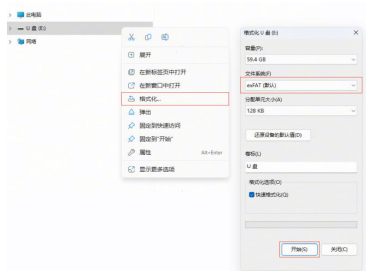 云电脑
U 盘 (E:)
网络
展开
在新标签页中打开
在新窗口中打开
格式化...
弹出
固定到快速访问
固定到"开始"
属性 Alt+Enter
显示更多选项
格式化 U 盘 (E:)
容量(P):
59.4 GB
文件系统(F)
exFAT (默认)
分配单元大小(A)
128 KB
还原设备的默认值(D)
卷标(L)
U 盘
格式化选项(O)
快速格式化(Q)
开始(S) 关闭(C)